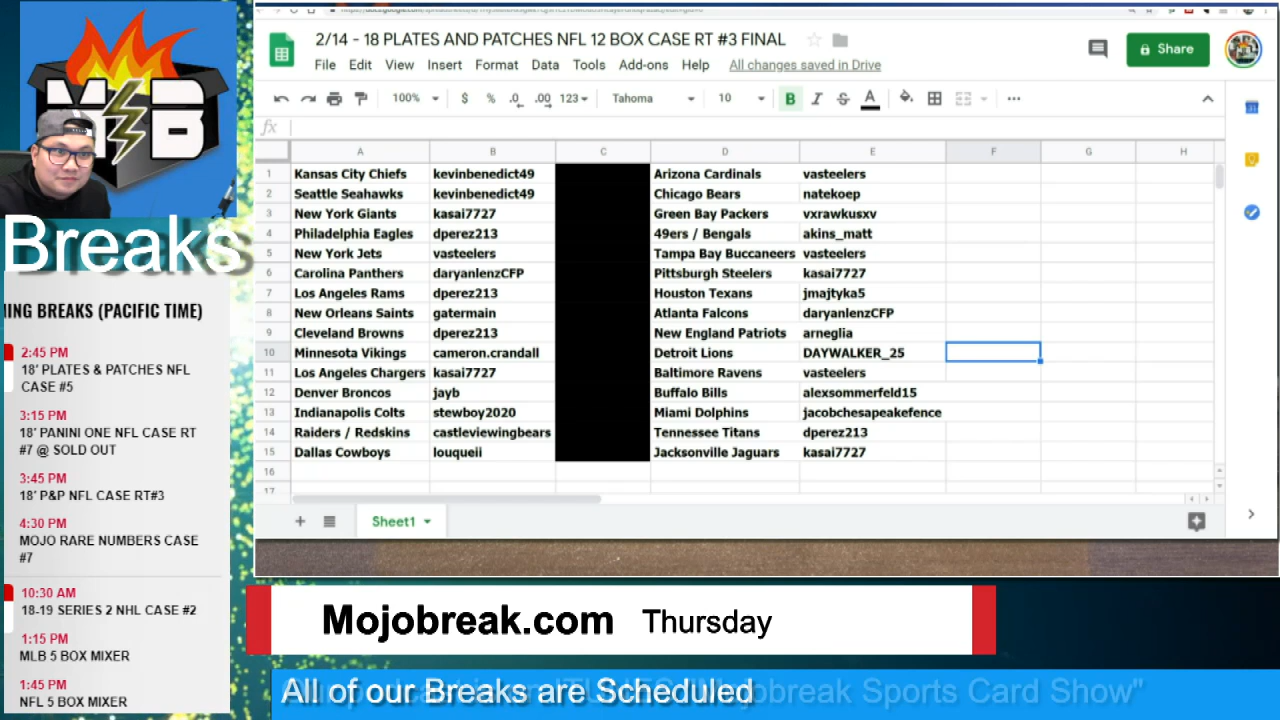 2/14 - 18 PLATES AND PATCHES NFL 12 BOX CASE RT #3 FINAL
File Edit View Insert Format Data Tools Add-ons Help All changes saved in Drive
Share
100% $ % .0 .00 123 Tahoma 10 B I S A
fx
A B C D E F G H
1 Kansas City Chiefs kevinbenedict49 Arizona Cardinals vasteelers
2 Seattle Seahawks kevinbenedict49 Chicago Bears natekoep
3 New York Giants kasai7727 Green Bay Packers vxrawkusxv
4 Philadelphia Eagles dperez213 49ers / Bengals akins_matt
5 New York Jets vasteelers Tampa Bay Buccaneers vasteelers
6 Carolina Panthers daryanlenzCFP Pittsburgh Steelers kasai7727
7 Los Angeles Rams dperez213 Houston Texans jmajtyka5
8 New Orleans Saints gatermain Atlanta Falcons daryanlenzCFP
9 Cleveland Browns dperez213 New England Patriots arneglia
10 Minnesota Vikings cameron.crandall Detroit Lions DAYWALKER_25
11 Los Angeles Chargers kasai7727 Baltimore Ravens vasteelers
12 Denver Broncos jayb Buffalo Bills alexsommerfeld15
13 Indianapolis Colts stewboy2020 Miami Dolphins jacobchesapeakefence
14 Raiders / Redskins castleviewingbears Tennessee Titans dperez213
15 Dallas Cowboys louqueii Jacksonville Jaguars kasai7727
16
17
Sheet1
M B
Breaks
NING BREAKS (PACIFIC TIME)
2:45 PM
18' PLATES & PATCHES NFL
CASE #5
3:15 PM
18' PANINI ONE NFL CASE RT
#7 @ SOLD OUT
3:45 PM
18' P&P NFL CASE RT#3
4:30 PM
MOJO RARE NUMBERS CASE
#7
10:30 AM
18-19 SERIES 2 NHL CASE #2
1:15 PM
MLB 5 BOX MIXER
1:45 PM
NFL 5 BOX MIXER
Mojobreak.com Thursday
All of our Breaks are Scheduled
Mojobreak Sports Card Show"